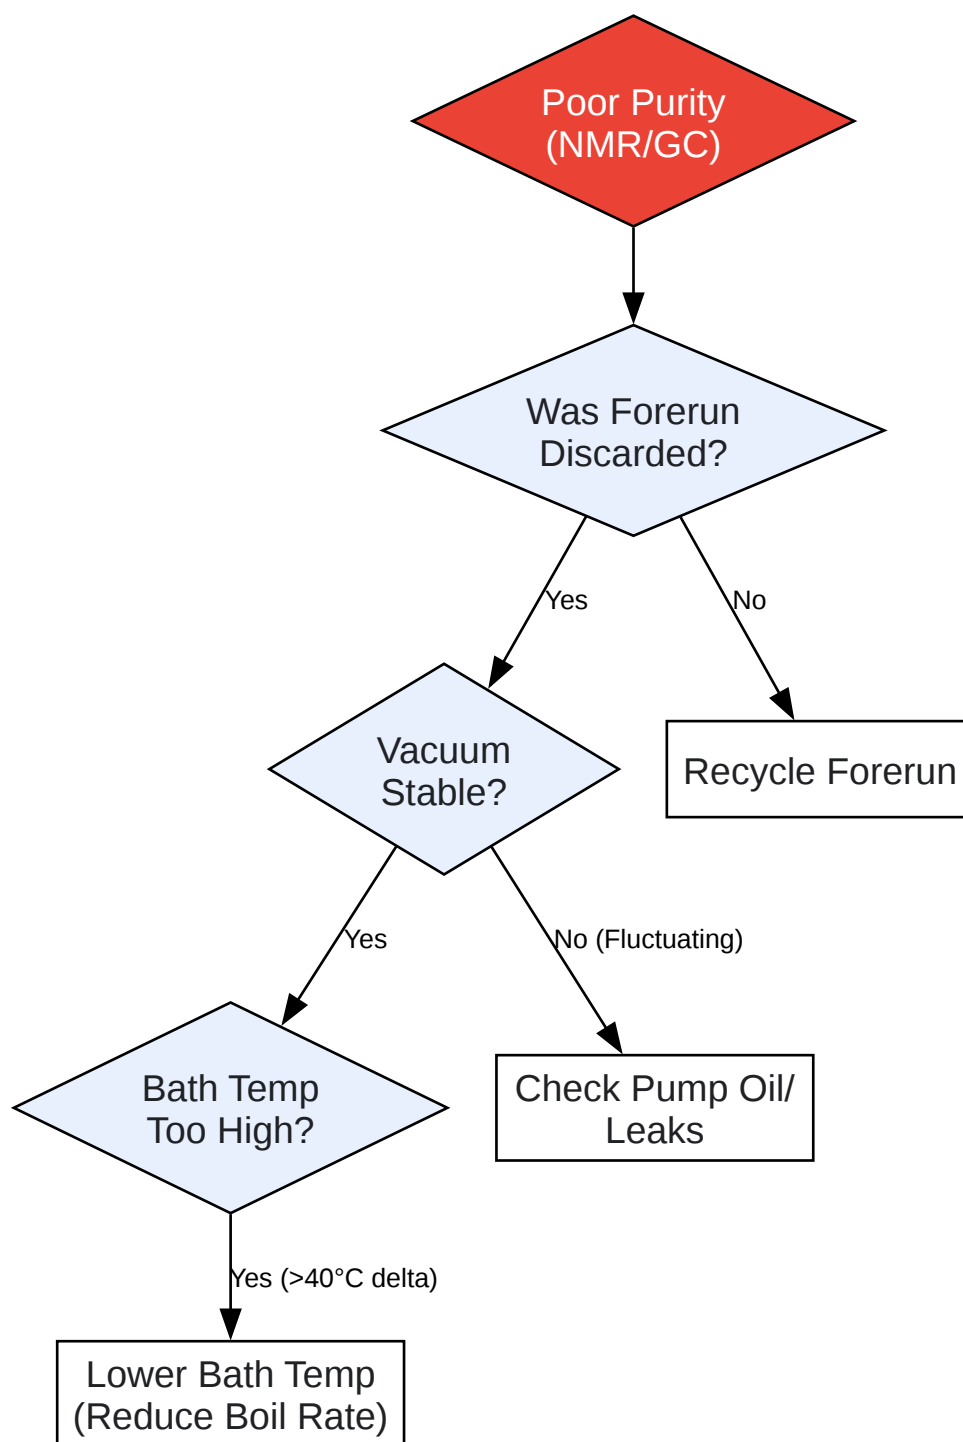 Poor Purity
(NMR/GC)
Was Forerun
Discarded?
Yes
No
Vacuum
Stable?
Recycle Forerun
Yes
No (Fluctuating)
Bath Temp
Too High?
Check Pump Oil/
Leaks
Yes (>40°C delta)
Lower Bath Temp
(Reduce Boil Rate)